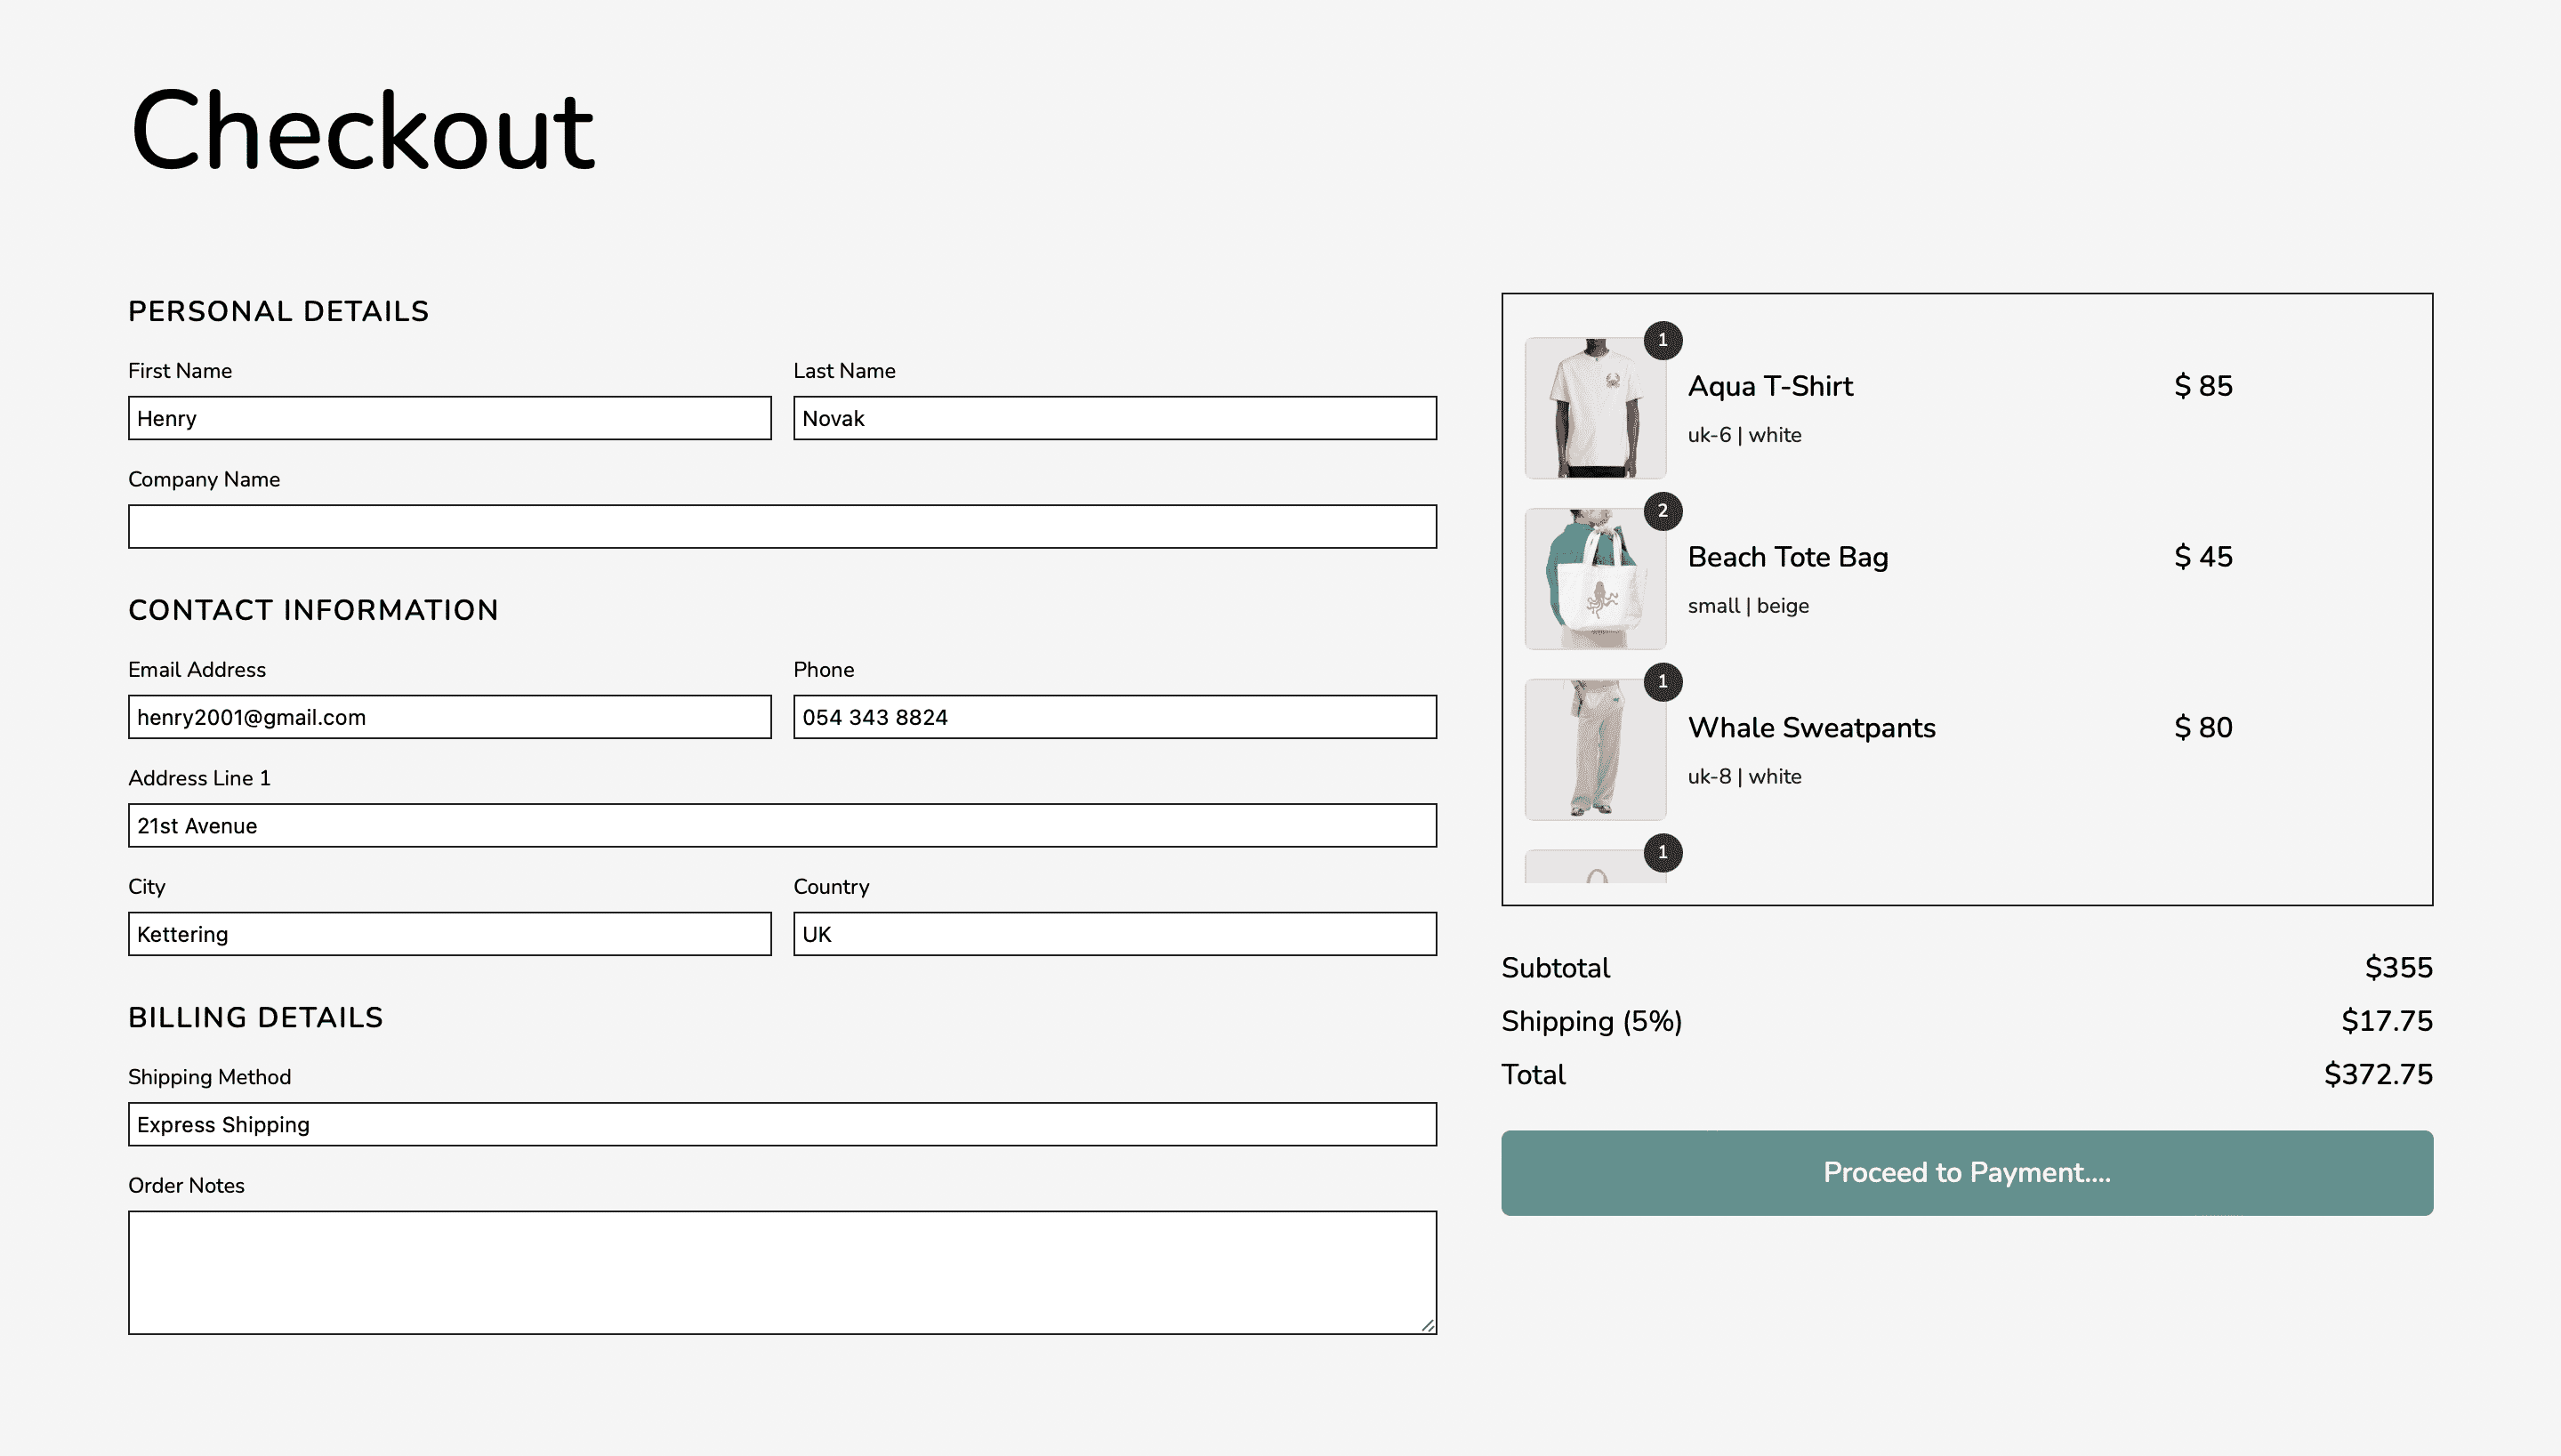 Checkout
PERSONAL DETAILS
First Name
Last Name
Henry
Novak
Company Name
CONTACT INFORMATION
Email Address
Phone
henry2001@gmail.com
054 343 8824
Address Line 1
21st Avenue
City
Country
Kettering
UK
BILLING DETAILS
Shipping Method
Express Shipping
Order Notes
1
Aqua T-Shirt
$ 85
uk-6 | white
2
Beach Tote Bag
$ 45
small | beige
1
Whale Sweatpants
$ 80
uk-8 | white
1
Subtotal
$355
Shipping (5%)
$17.75
Total
$372.75
Proceed to Payment....